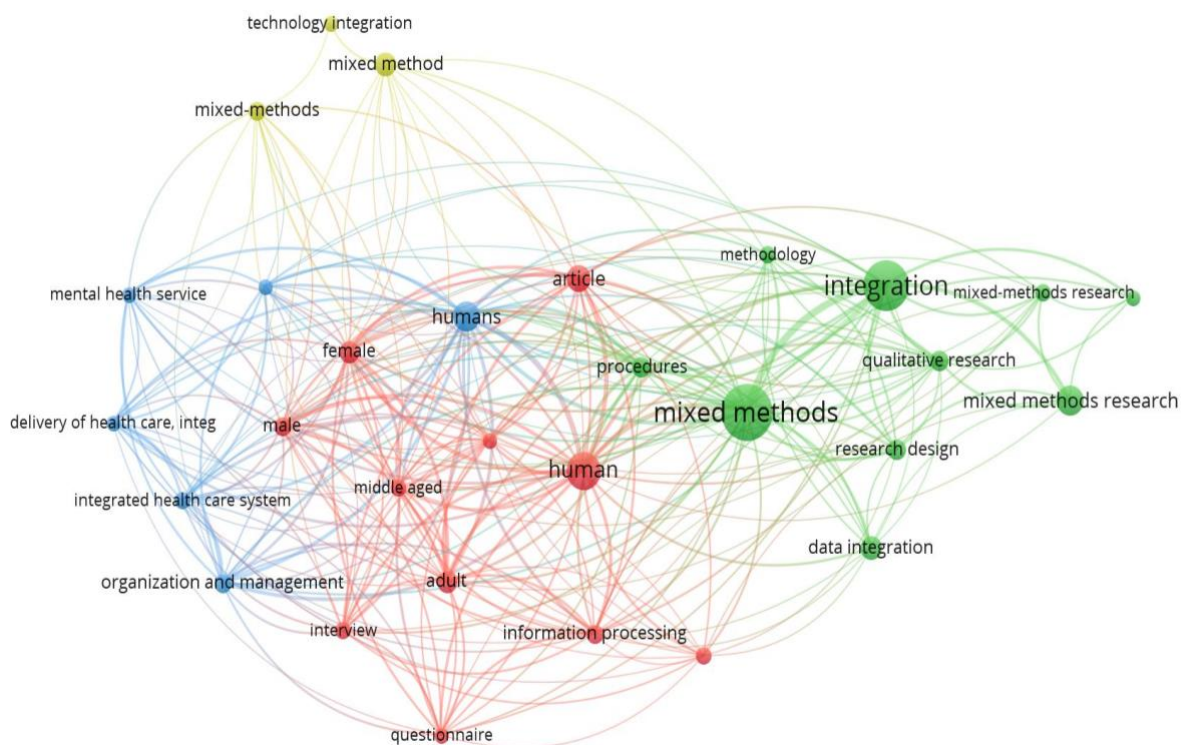 technology integration
mixed method
mixed-methods
methodology
article
integration
mental health service
mixed-methods research
humans
female
qualitative research
procedures
mixed methods research
mixed methods
delivery of health care, integ
male
research design
human
middle aged
integrated health care system
data integration
organization and management
adult
interview
information processing
questionnaire